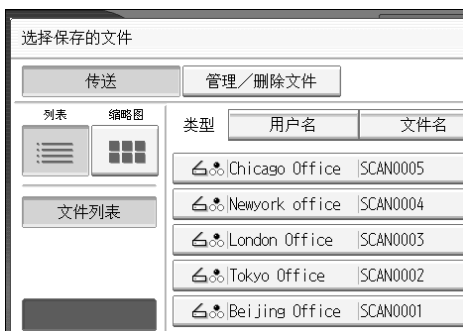 选择保存的文件
传送 管理／删除文件
列表 缩略图
类型 用户名 文件名
文件列表
Chicago Office SCAN0005
Newyork office SCAN0004
London Office SCAN0003
Tokyo Office SCAN0002
Beijing Office SCAN0001